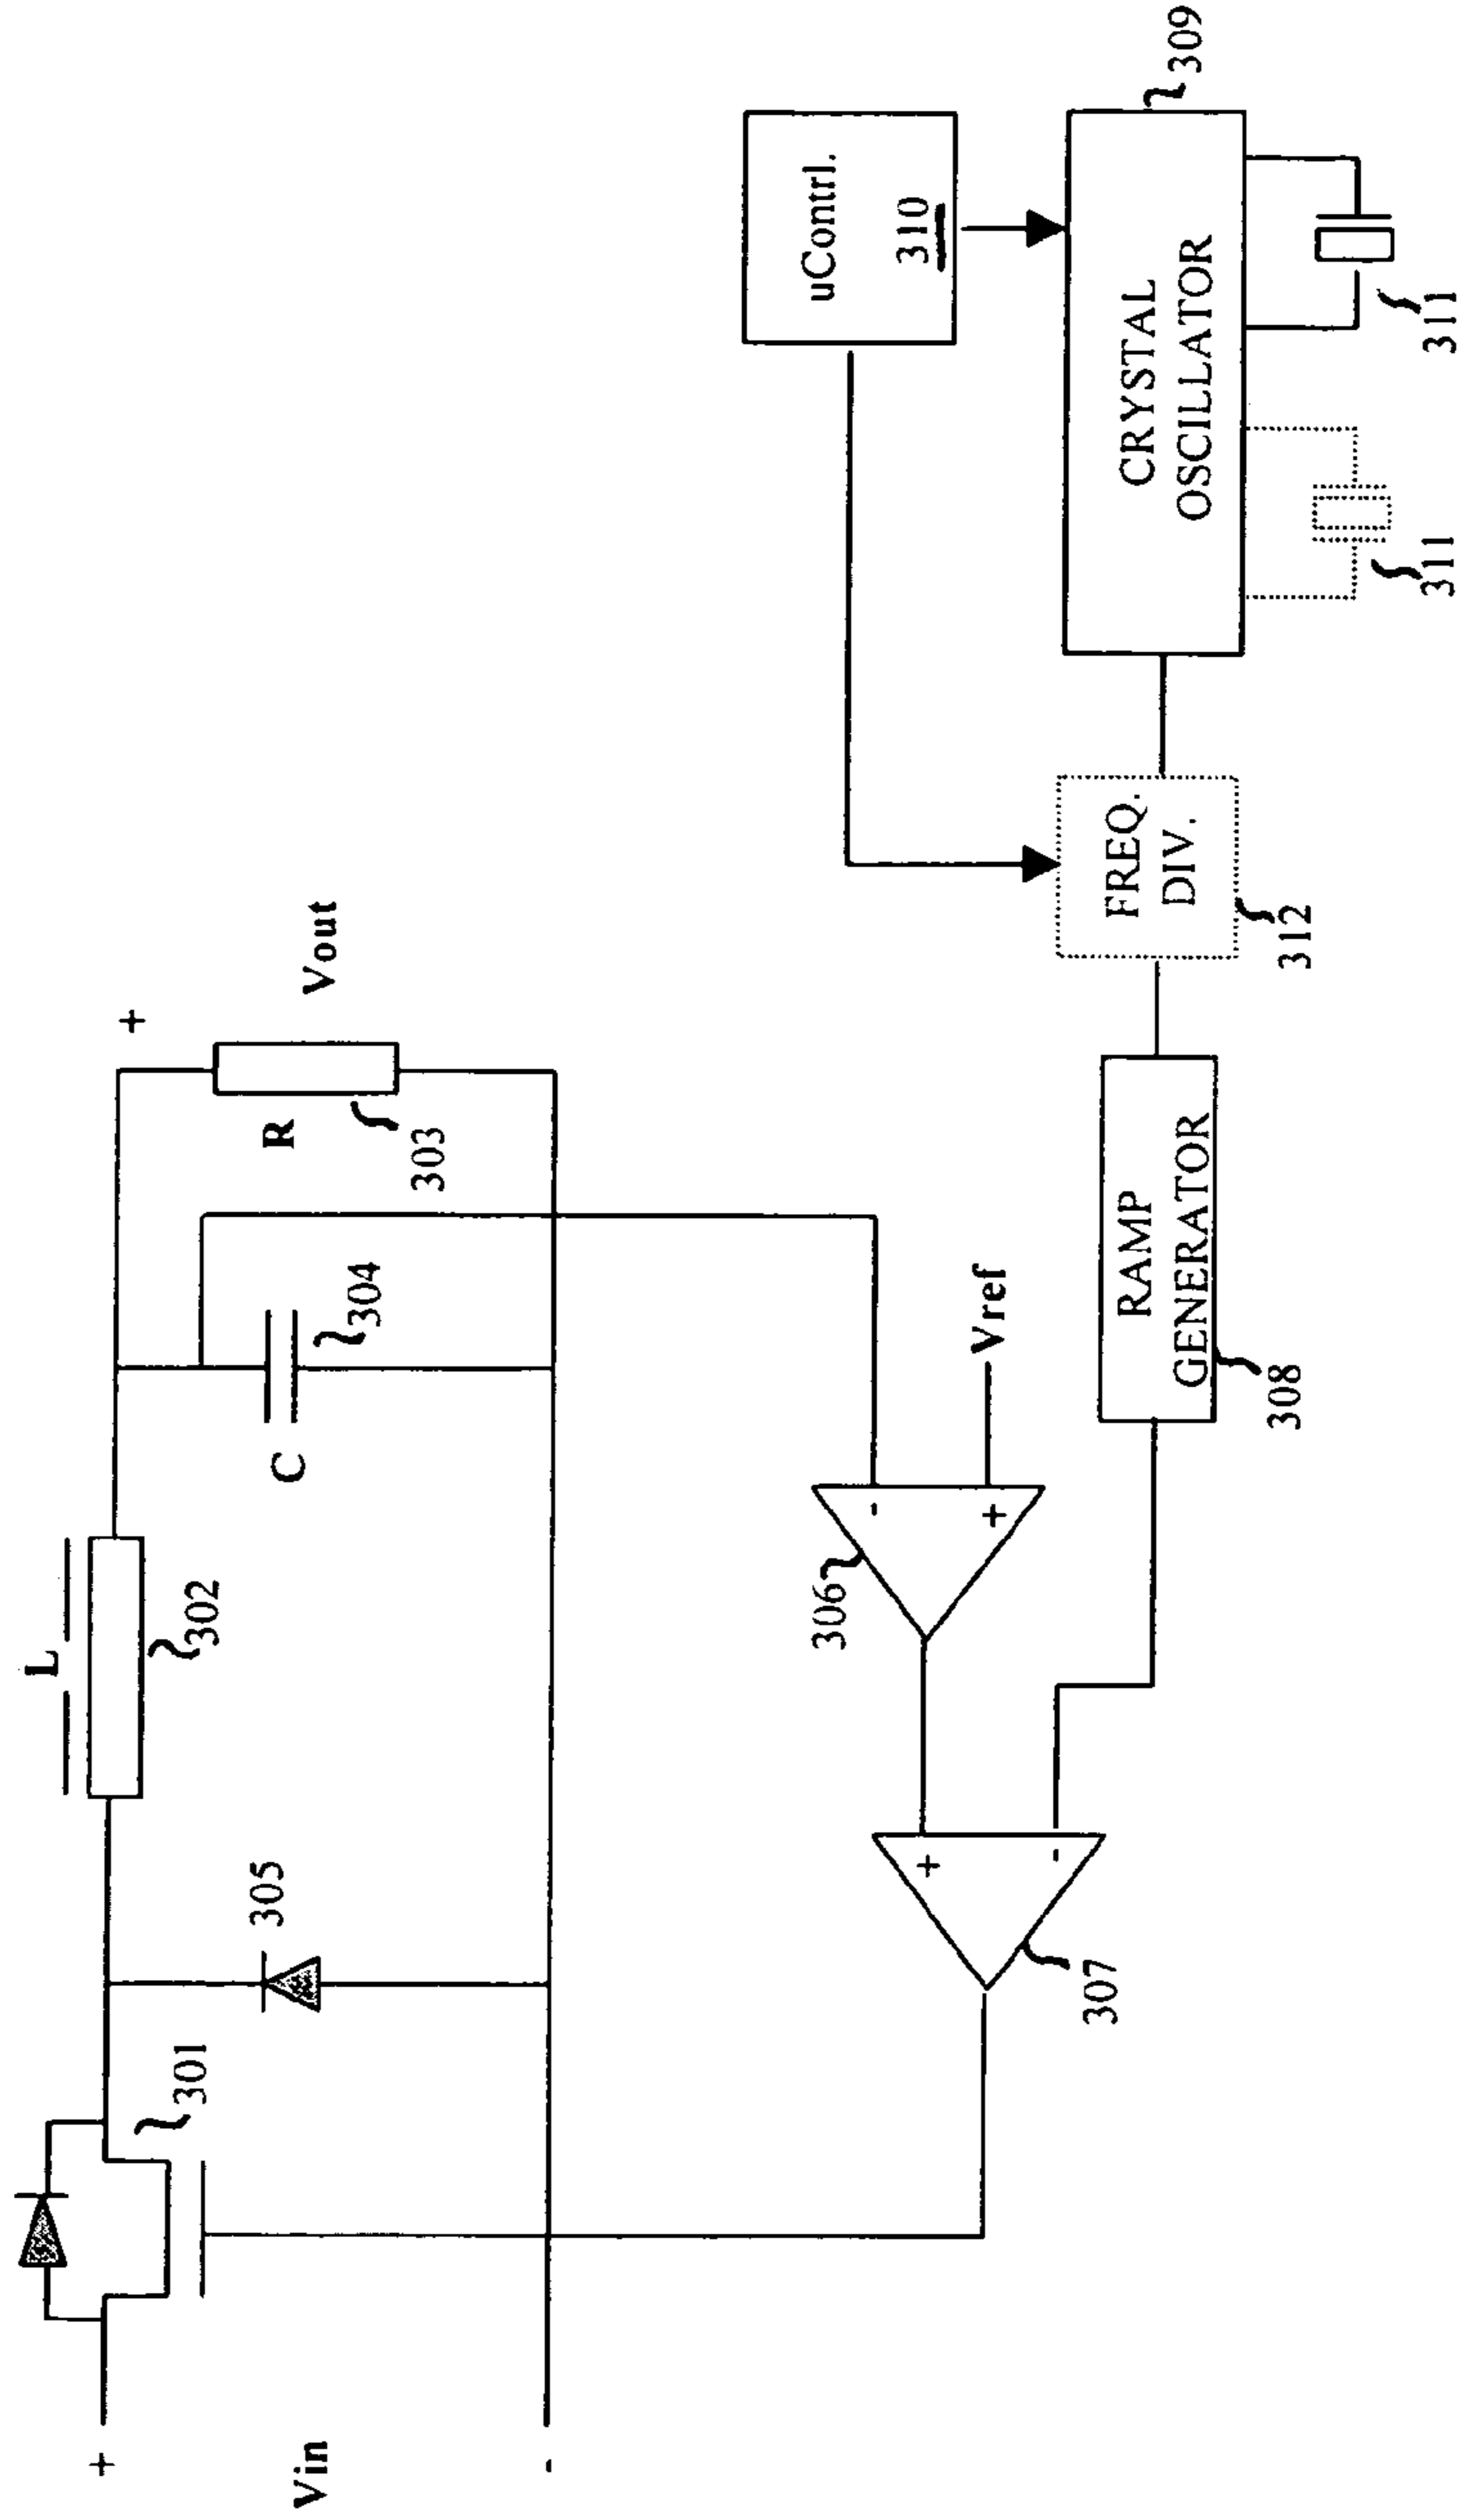 L
302
301
305
+
Vin
-
C
304
R
303
+
Vout
306
-
+
Vref
+
-
307
RAMP
GENERATOR
308
FREQ.
DIV.
312
uContrl.
310
CRYSTAL
OSCILLATOR
309
311
311